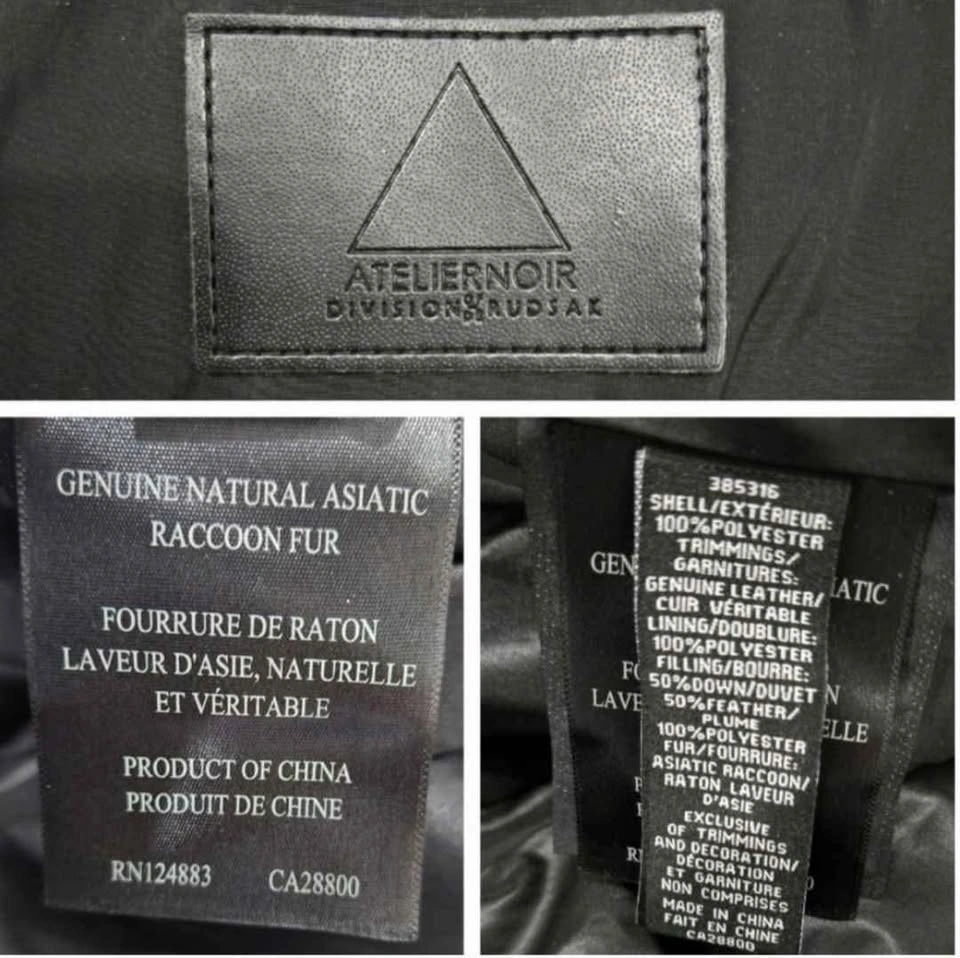 ATELIERNOIR
DIVISION OF RUDSAK
GENUINE NATURAL ASIATIC
RACCOON FUR
FOURRURE DE RATON
LAVEUR D'ASIE, NATURELLE
ET VÉRITABLE
PRODUCT OF CHINA
PRODUIT DE CHINE
RN124883 CA28800
385316
SHELL/EXTÉRIEUR:
100%POLYESTER
TRIMMINGS/
GARNITURES:
GENUINE LEATHER/
CUIR VÉRITABLE
LINING/DOUBLURE:
100%POLYESTER
FILLING/BOURRE:
50%DOWN/DUVET
50%FEATHER/
PLUME
100%POLYESTER
FUR/FOURRURE:
ASIATIC RACCOON/
RATON LAVEUR
D'ASIE
EXCLUSIVE
OF TRIMMINGS
AND DECORATION/
DÉCORATION
ET GARNITURE
NON COMPRISES
MADE IN CHINA
FAIT EN CHINE
CA28800